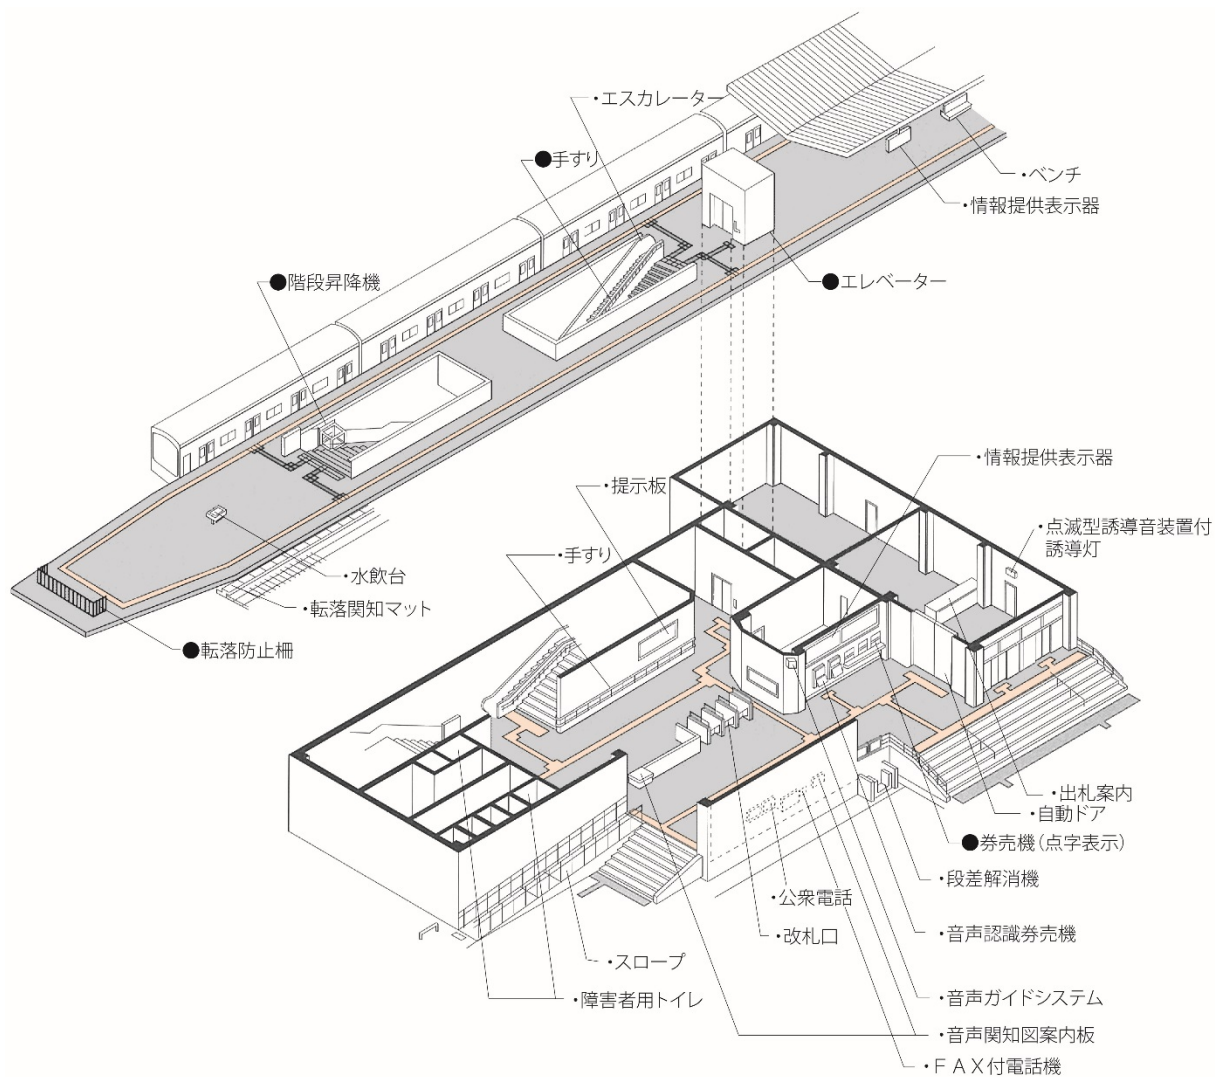 ・エスカレーター
●手すり
・ベンチ
・情報提供表示器
●階段昇降機
●エレベーター
・情報提供表示器
・提示板
・点滅型誘導音装置付
誘導灯
・手すり
・水飲台
・転落関知マット
●転落防止柵
・出札案内
・自動ドア
●券売機(点字表示)
・段差解消機
・公衆電話
・改札口
・音声認識券売機
・スロープ
・障害者用トイレ
・音声ガイドシステム
・音声関知図案内板
・FAX付電話機